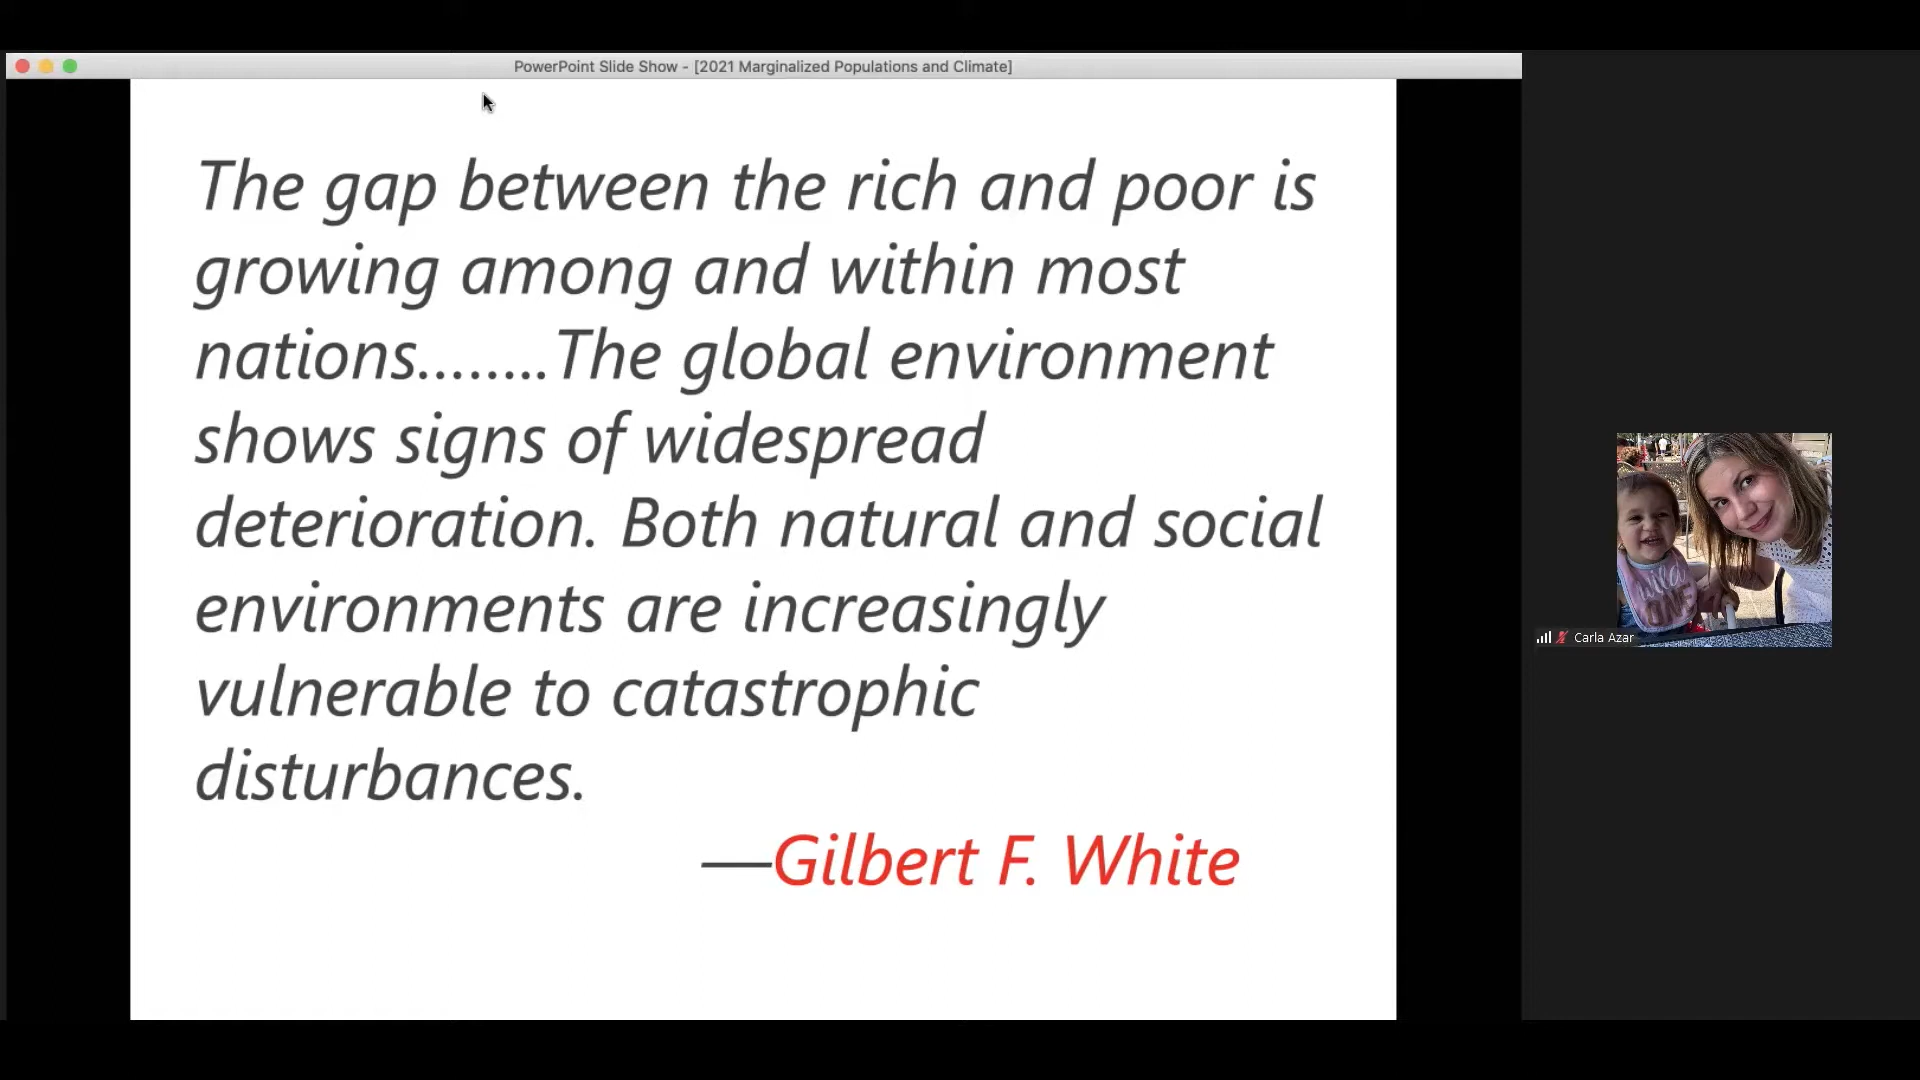 PowerPoint Slide Show - [2021 Marginalized Populations and Climate]
The gap between the rich and poor is
growing among and within most
nations........The global environment
shows signs of widespread
deterioration. Both natural and social
environments are increasingly
vulnerable to catastrophic
disturbances.
—Gilbert F. White
Carla Azar